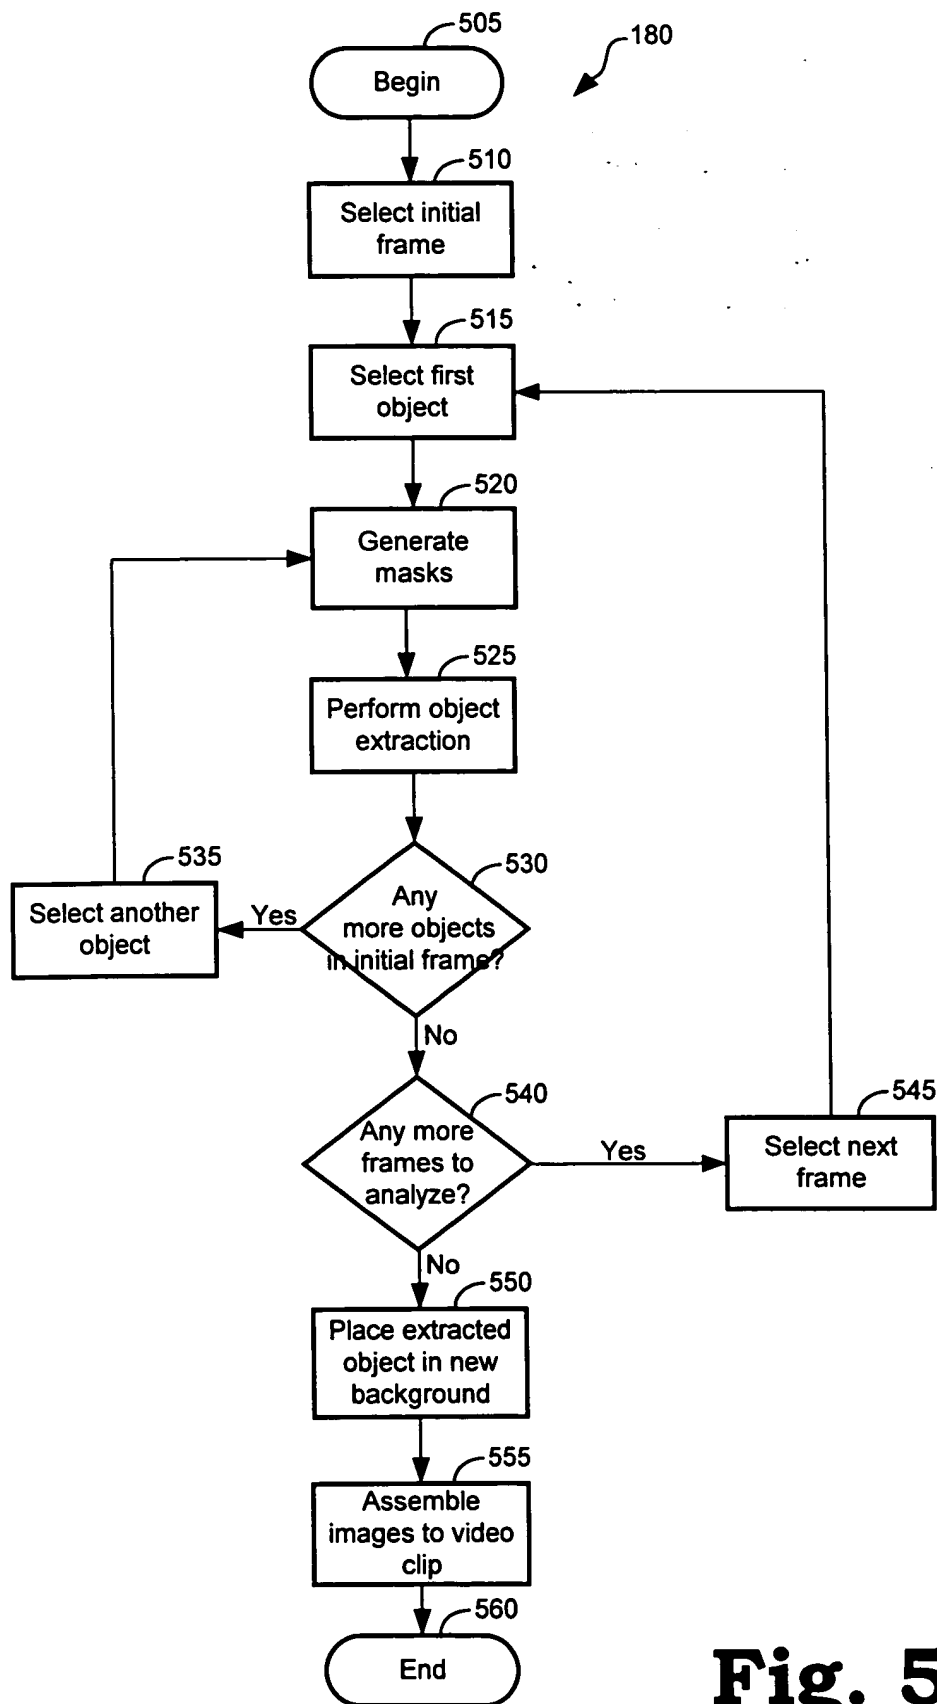 505
180
Begin
510
Select initial
frame
515
Select first
object
520
Generate
masks
525
Perform object
extraction
530
Any
more objects
in initial frame?
Yes
535
Select another
object
No
540
Any more
frames to
analyze?
Yes
545
Select next
frame
No
550
Place extracted
object in new
background
555
Assemble
images to video
clip
560
End
Fig. 5